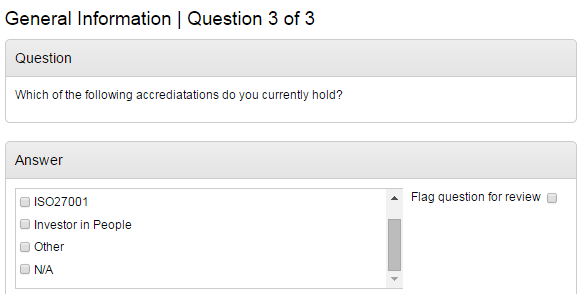 General Information | Question 3 of 3
Question
Which of the following accrediatations do you currently hold?
Answer
ISO27001
Flag question for review
Investor in People
Other
N/A